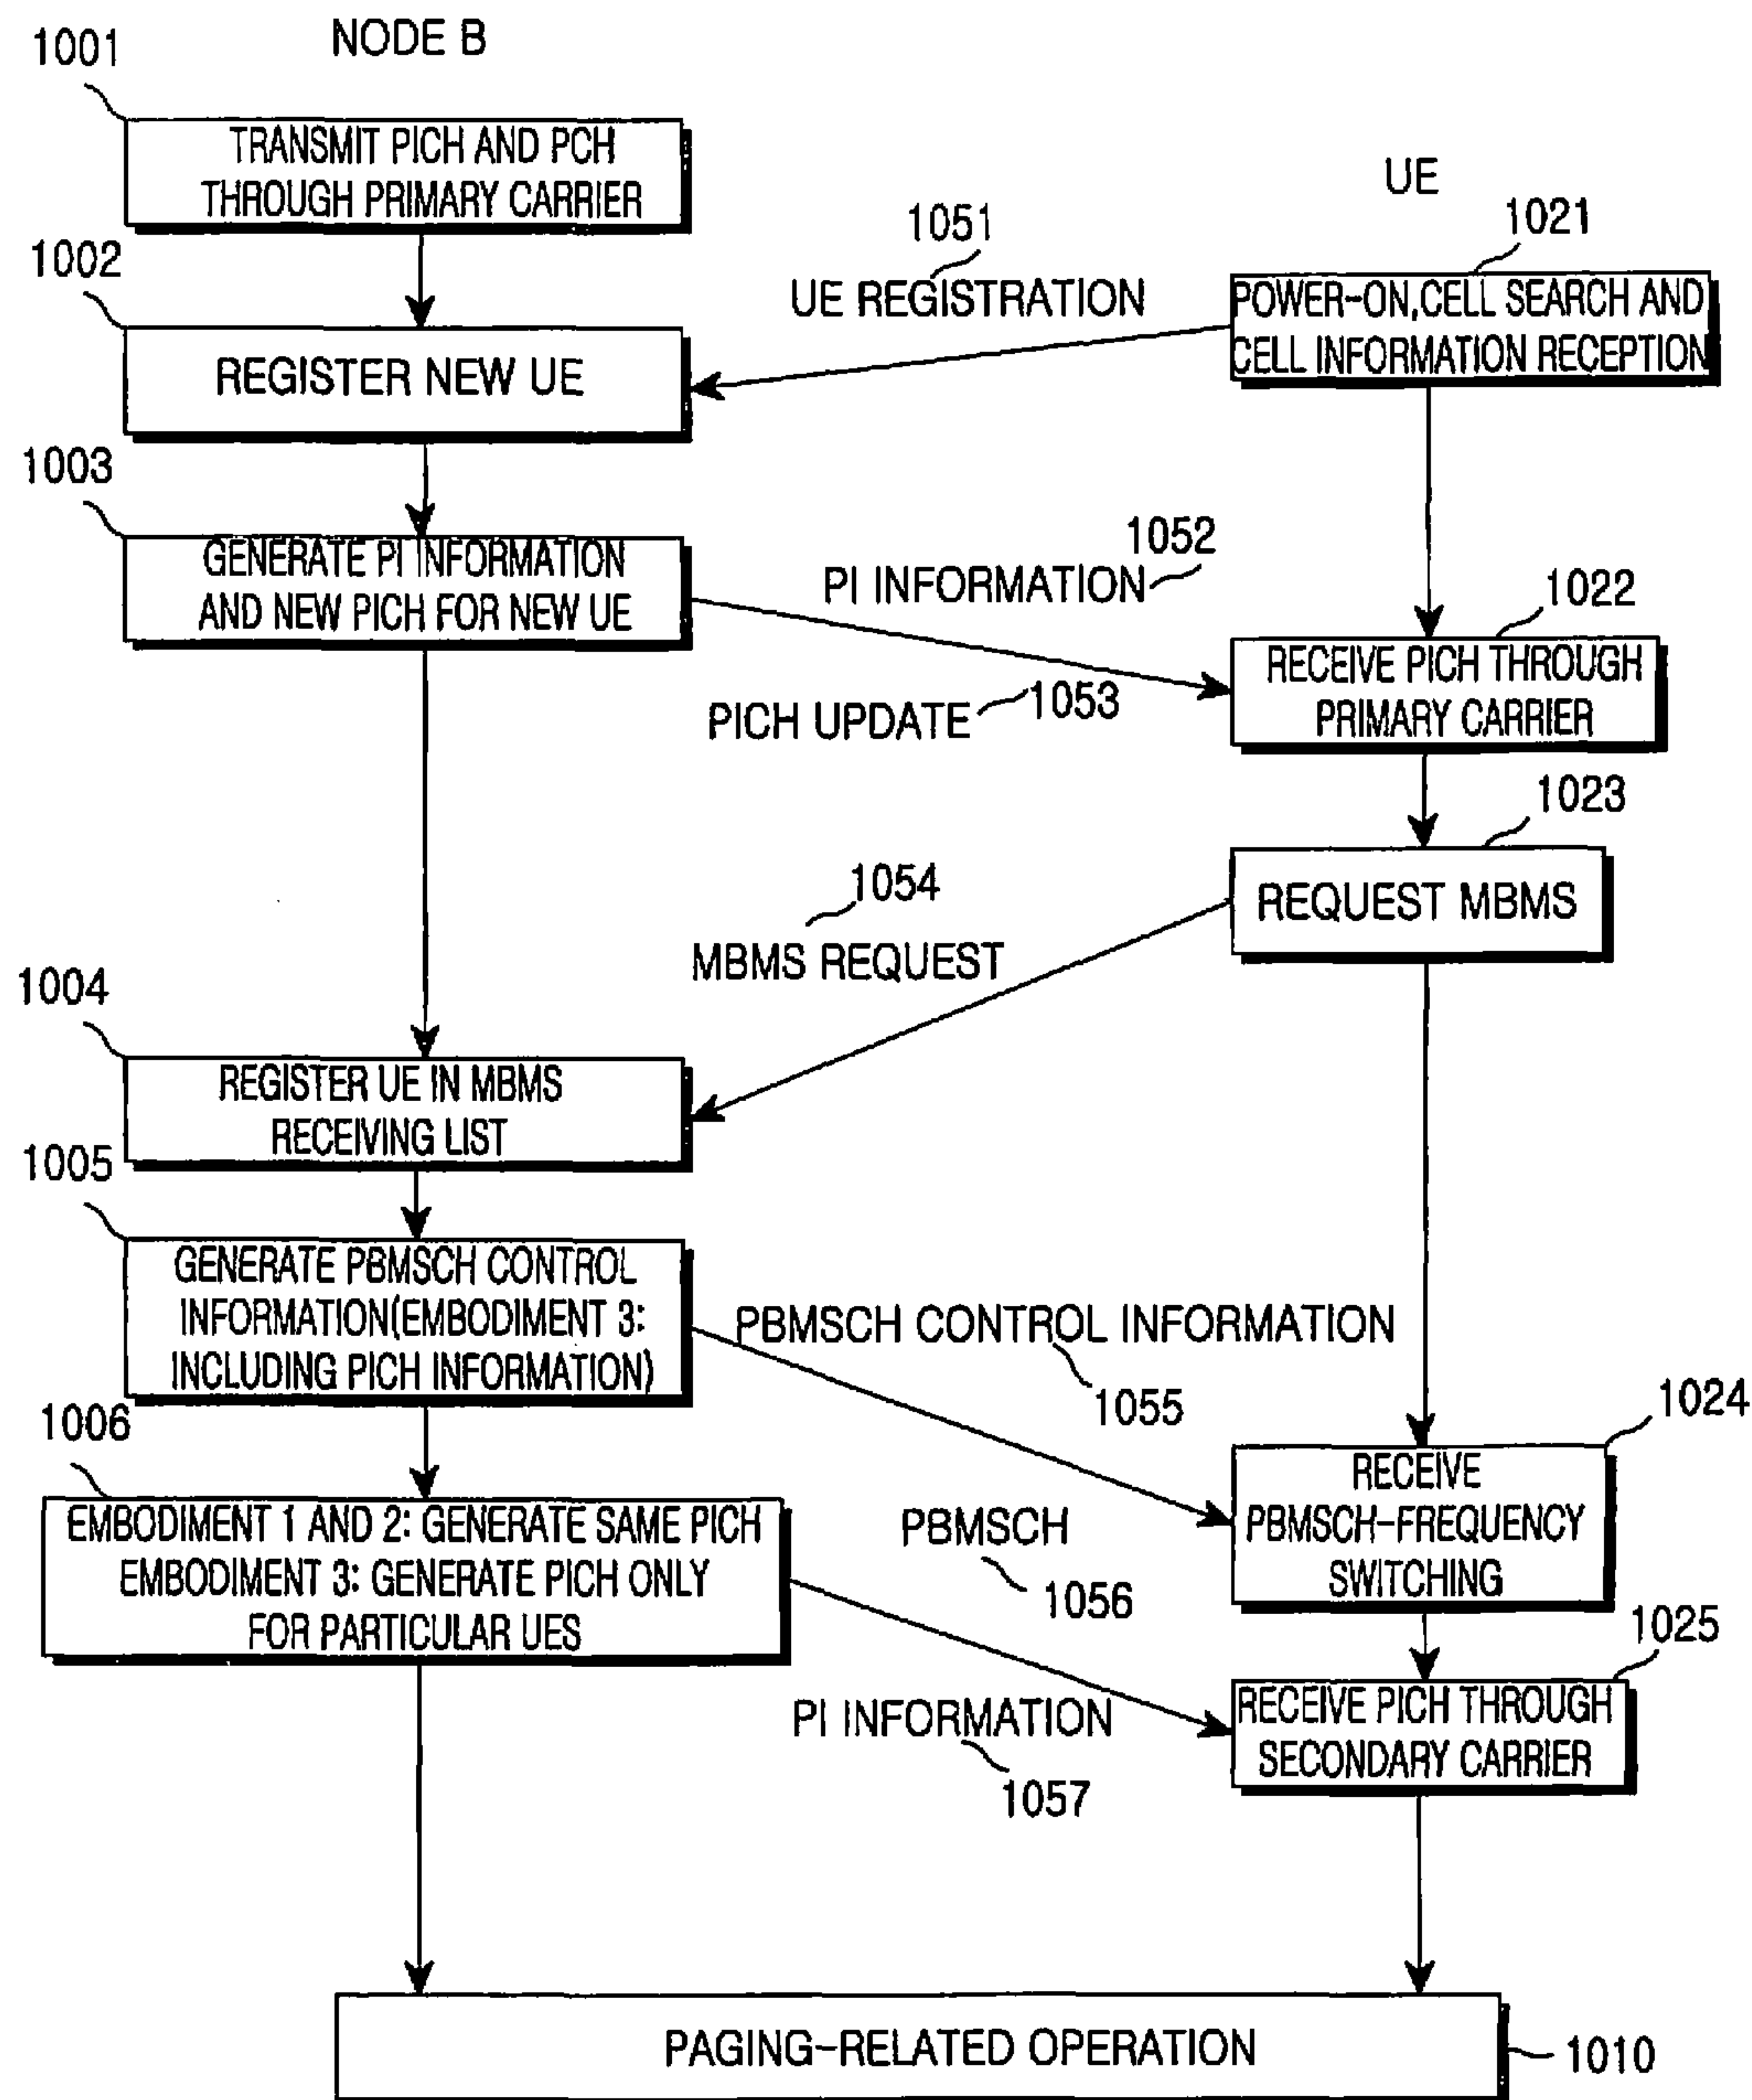 NODE B
1001
TRANSMIT PICH AND PCH
THROUGH PRIMARY CARRIER
UE
1051
1021
1002
UE REGISTRATION
POWER-ON,CELL SEARCH AND
CELL INFORMATION RECEPTION
REGISTER NEW UE
1003
1052
GENERATE PI INFORMATION
AND NEW PICH FOR NEW UE
PI INFORMATION
1022
RECEIVE PICH THROUGH
PRIMARY CARRIER
PICH UPDATE
1053
1023
1054
REQUEST MBMS
MBMS REQUEST
1004
REGISTER UE IN MBMS
RECEIVING LIST
1005
GENERATE PBMSCH CONTROL
INFORMATION(EMBODIMENT 3:
INCLUDING PICH INFORMATION)
PBMSCH CONTROL INFORMATION
1055
1024
1006
RECEIVE
PBMSCH-FREQUENCY
SWITCHING
EMBODIMENT 1 AND 2: GENERATE SAME PICH
EMBODIMENT 3: GENERATE PICH ONLY
FOR PARTICULAR UES
PBMSCH
1056
1025
RECEIVE PICH THROUGH
SECONDARY CARRIER
PI INFORMATION
1057
PAGING-RELATED OPERATION
1010